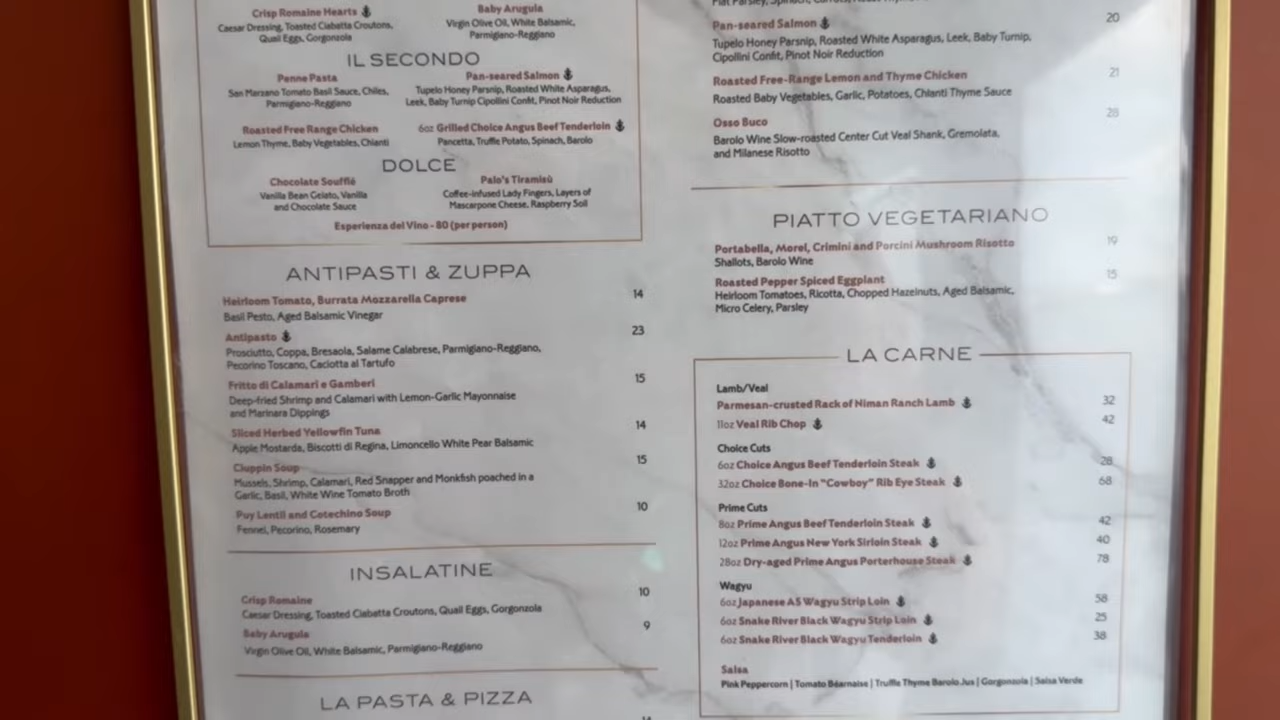 Crisp Romaine Hearts
Caesar Dressing, Toasted Ciabatta Croutons,
Quail Eggs, Gorgonzola
Baby Arugula
Virgin Olive Oil, White Balsamic,
Parmigiano-Reggiano
IL SECONDO
Penne Pasta
San Marzano Tomato Basil Sauce, Chiles,
Parmigiano-Reggiano
Pan-seared Salmon
Tupelo Honey Parsnip, Roasted White Asparagus,
Leek, Baby Turnip Cipollini Confit, Pinot Noir Reduction
Roasted Free Range Chicken
Lemon Thyme, Baby Vegetables, Chianti
6oz Grilled Choice Angus Beef Tenderloin
Pancetta, Truffle Potato, Spinach, Barolo
DOLCE
Chocolate Soufflé
Vanilla Bean Gelato, Vanilla
and Chocolate Sauce
Palo's Tiramisù
Coffee-infused Lady Fingers, Layers of
Mascarpone Cheese, Raspberry Soil
Esperienza del Vino - 80 (per person)
ANTIPASTI & ZUPPA
Heirloom Tomato, Burrata Mozzarella Caprese 14
Basil Pesto, Aged Balsamic Vinegar
Antipasto 23
Prosciutto, Coppa, Bresaola, Salame Calabrese, Parmigiano-Reggiano,
Pecorino Toscano, Caciotta al Tartufo
Fritto di Calamari e Gamberi 15
Deep-fried Shrimp and Calamari with Lemon-Garlic Mayonnaise
and Marinara Dippings
Sliced Herbed Yellowfin Tuna 14
Apple Mostarda, Biscotti di Regina, Limoncello White Pear Balsamic
Ciuppin Soup 15
Mussels, Shrimp, Calamari, Red Snapper and Monkfish poached in a
Garlic, Basil, White Wine Tomato Broth
Puy Lentil and Cotechino Soup 10
Fennel, Pecorino, Rosemary
INSALATINE
Crisp Romaine 10
Caesar Dressing, Toasted Ciabatta Croutons, Quail Eggs, Gorgonzola
Baby Arugula 9
Virgin Olive Oil, White Balsamic, Parmigiano-Reggiano
LA PASTA & PIZZA
Pan-seared Salmon 20
Tupelo Honey Parsnip, Roasted White Asparagus, Leek, Baby Turnip,
Cipollini Confit, Pinot Noir Reduction
Roasted Free-Range Lemon and Thyme Chicken 21
Roasted Baby Vegetables, Garlic, Potatoes, Chianti Thyme Sauce
Osso Buco 28
Barolo Wine Slow-roasted Center Cut Veal Shank, Gremolata,
and Milanese Risotto
PIATTO VEGETARIANO
Portabella, Morel, Crimini and Porcini Mushroom Risotto 19
Shallots, Barolo Wine
Roasted Pepper Spiced Eggplant 15
Heirloom Tomatoes, Ricotta, Chopped Hazelnuts, Aged Balsamic,
Micro Celery, Parsley
LA CARNE
Lamb/Veal
Parmesan-crusted Rack of Niman Ranch Lamb 32
11oz Veal Rib Chop 42
Choice Cuts
6oz Choice Angus Beef Tenderloin Steak 28
32oz Choice Bone-In "Cowboy" Rib Eye Steak 68
Prime Cuts
8oz Prime Angus Beef Tenderloin Steak 42
12oz Prime Angus New York Sirloin Steak 40
28oz Dry-aged Prime Angus Porterhouse Steak 78
Wagyu
6oz Japanese A5 Wagyu Strip Loin 58
6oz Snake River Black Wagyu Strip Loin 25
6oz Snake River Black Wagyu Tenderloin 38
Salsa
Pink Peppercorn | Tomato Béarnaise | Truffle Thyme Barolo Jus | Gorgonzola | Salsa Verde